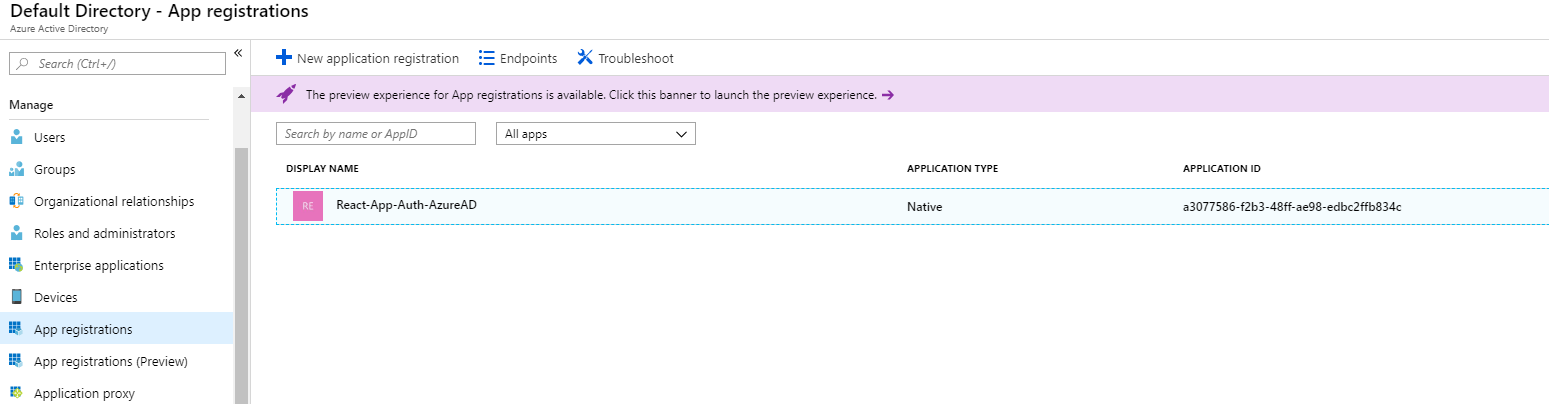 Default Directory - App registrations
Azure Active Directory
Search (Ctrl+/)
«
Manage
Users
Groups
Organizational relationships
Roles and administrators
Enterprise applications
Devices
App registrations
App registrations (Preview)
Application proxy
New application registration
Endpoints
Troubleshoot
The preview experience for App registrations is available. Click this banner to launch the preview experience. →
Search by name or AppID
All apps
DISPLAY NAME APPLICATION TYPE APPLICATION ID
RE React-App-Auth-AzureAD Native a3077586-f2b3-48ff-ae98-edbc2ffb834c